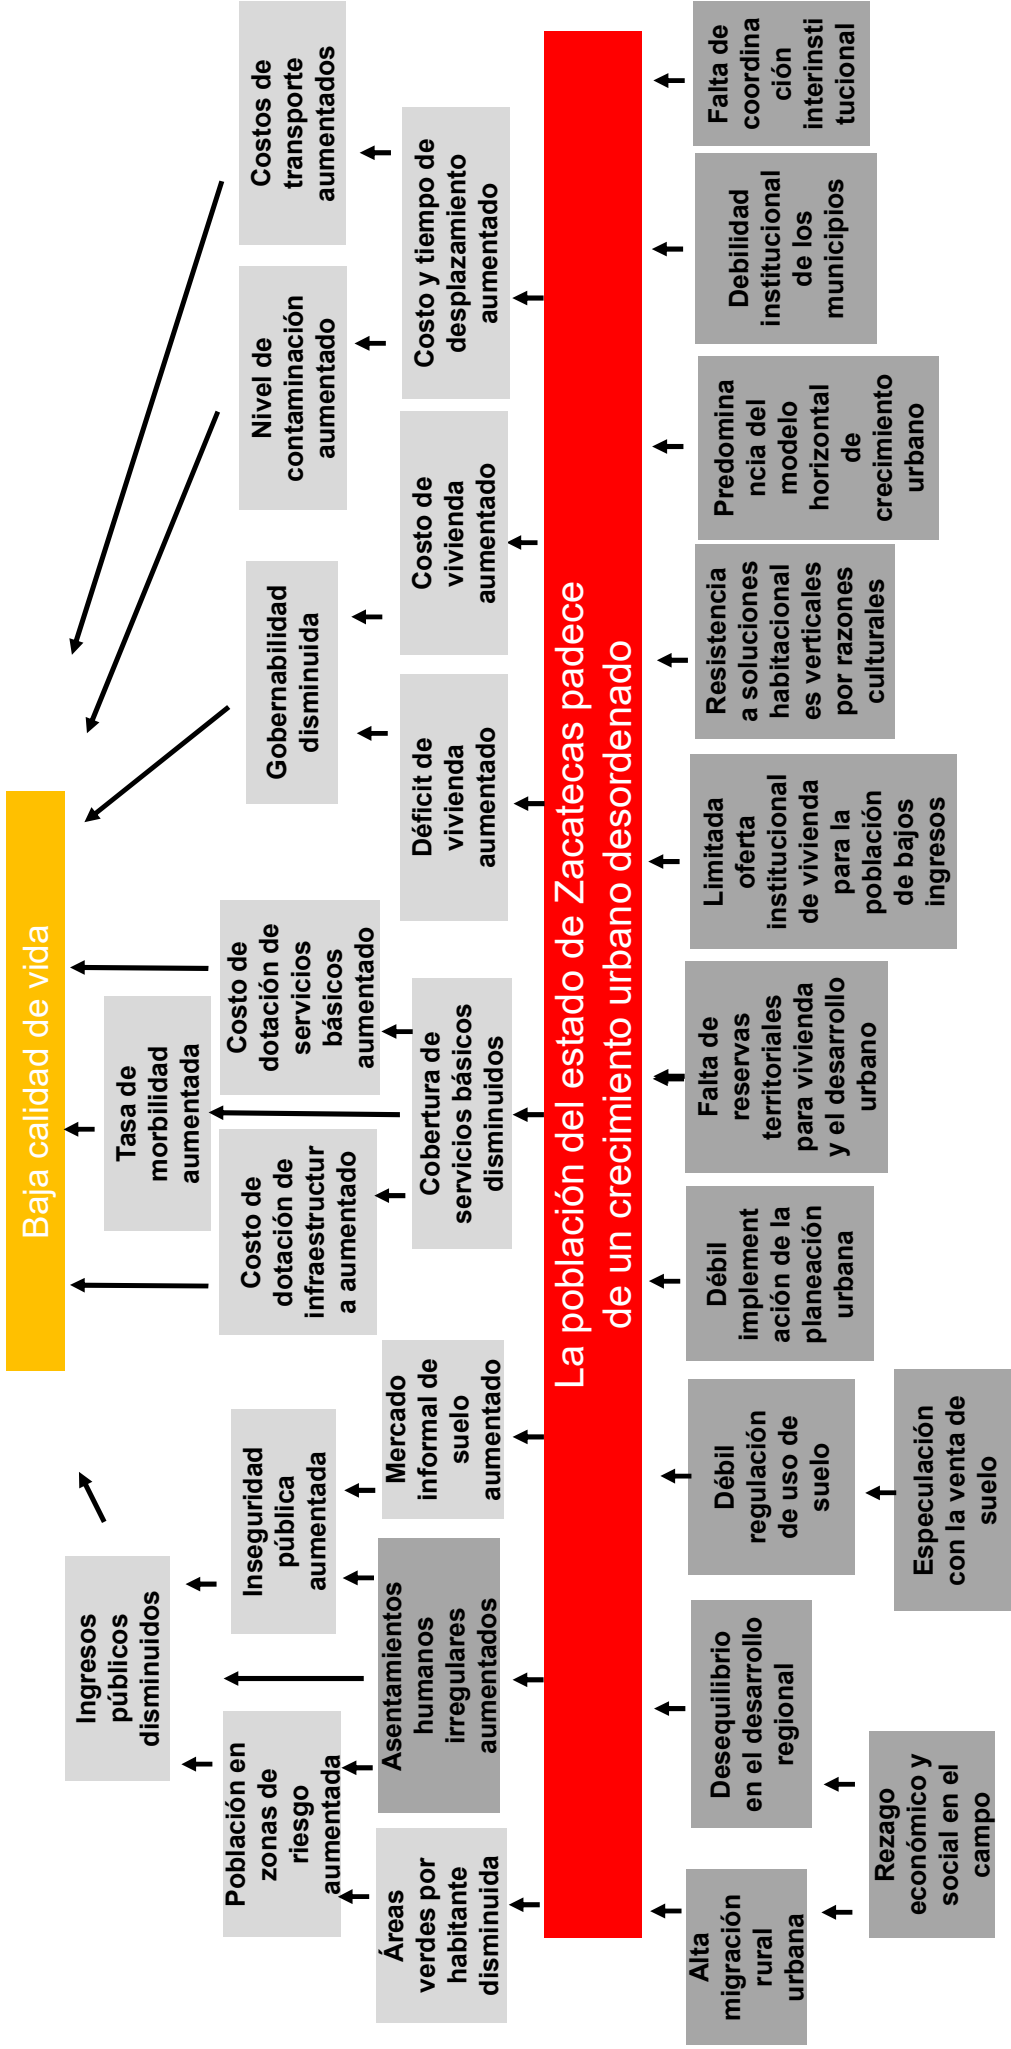 Baja calidad de vida
Ingresos
públicos
disminuidos
Tasa de
morbilidad
aumentada
Población en
zonas de
riesgo
aumentada
Inseguridad
pública
aumentada
Costo de
dotación de
infraestructur
a aumentado
Costo de
dotación de
servicios
básicos
aumentado
Gobernabilidad
disminuida
Nivel de
contaminación
aumentado
Costos de
transporte
aumentados
Áreas
verdes por
habitante
disminuida
Asentamientos
humanos
irregulares
aumentados
Mercado
informal de
suelo
aumentado
Cobertura de
servicios básicos
disminuidos
Déficit de
vivienda
aumentado
Costo de
vivienda
aumentado
Costo y tiempo de
desplazamiento
aumentado
La población del estado de Zacatecas padece
de un crecimiento urbano desordenado
Alta
migración
rural
urbana
Desequilibrio
en el desarrollo
regional
Débil
regulación
de uso de
suelo
Débil
implement
ación de la
planeación
urbana
Falta de
reservas
territoriales
para vivienda
y el desarrollo
urbano
Limitada
oferta
institucional
de vivienda
para la
población
de bajos
ingresos
Resistencia
a soluciones
habitacional
es verticales
por razones
culturales
Predomina
ncia del
modelo
horizontal
de
crecimiento
urbano
Debilidad
institucional
de los
municipios
Falta de
coordina
ción
interinsti
tucional
Rezago
económico y
social en el
campo
Especulación
con la venta de
suelo